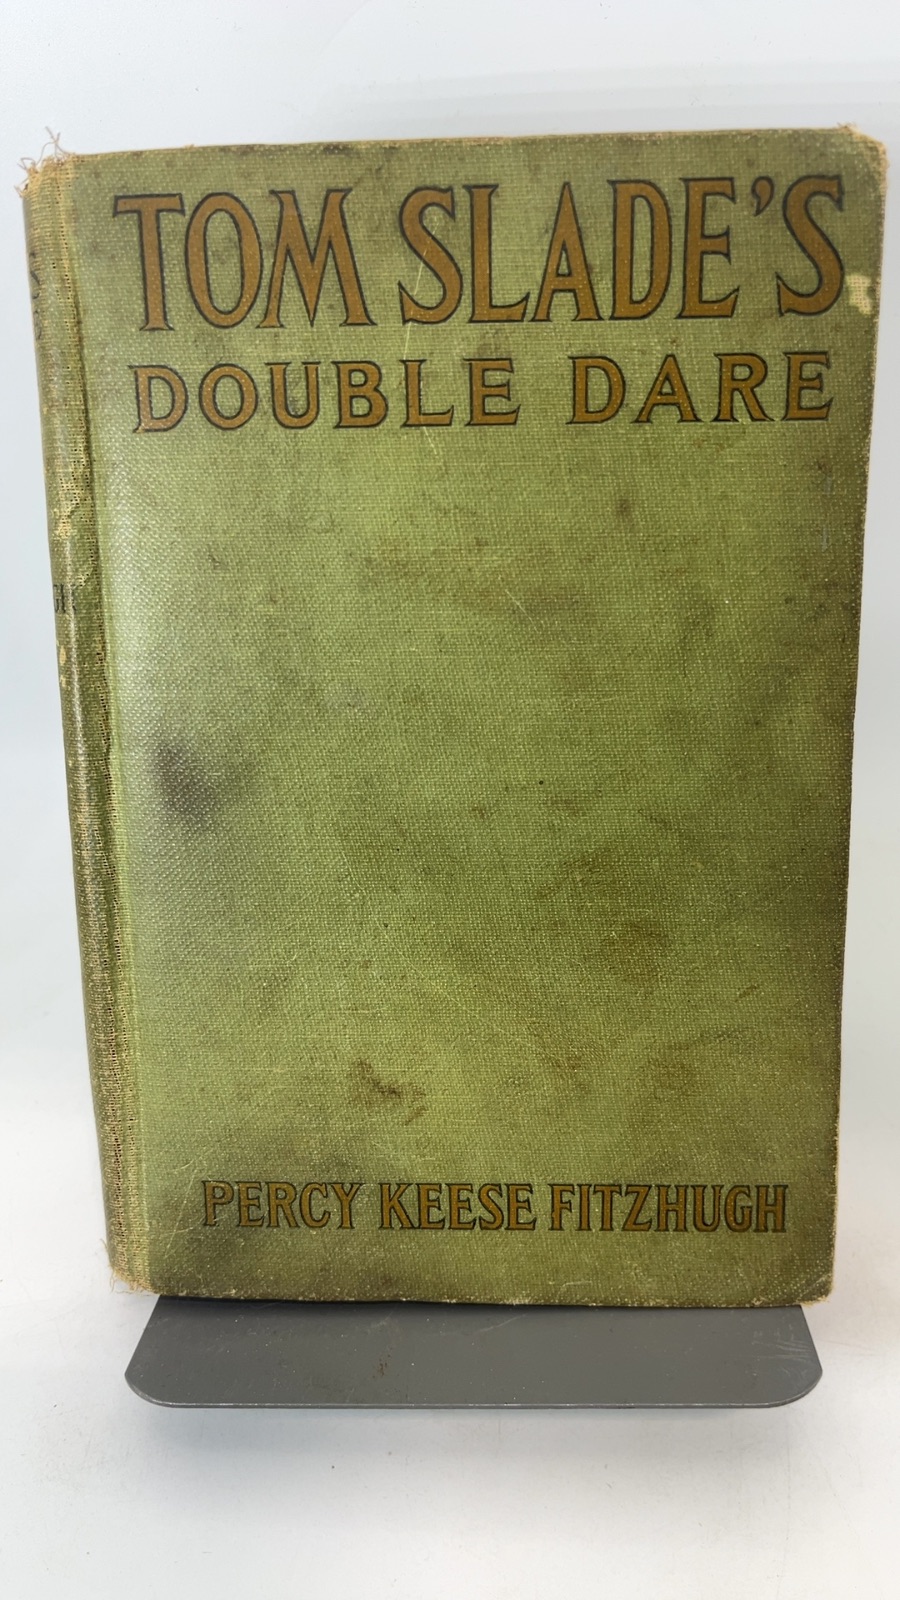 TOM SLADE'S
DOUBLE DARE
PERCY KEESE FITZHUGH